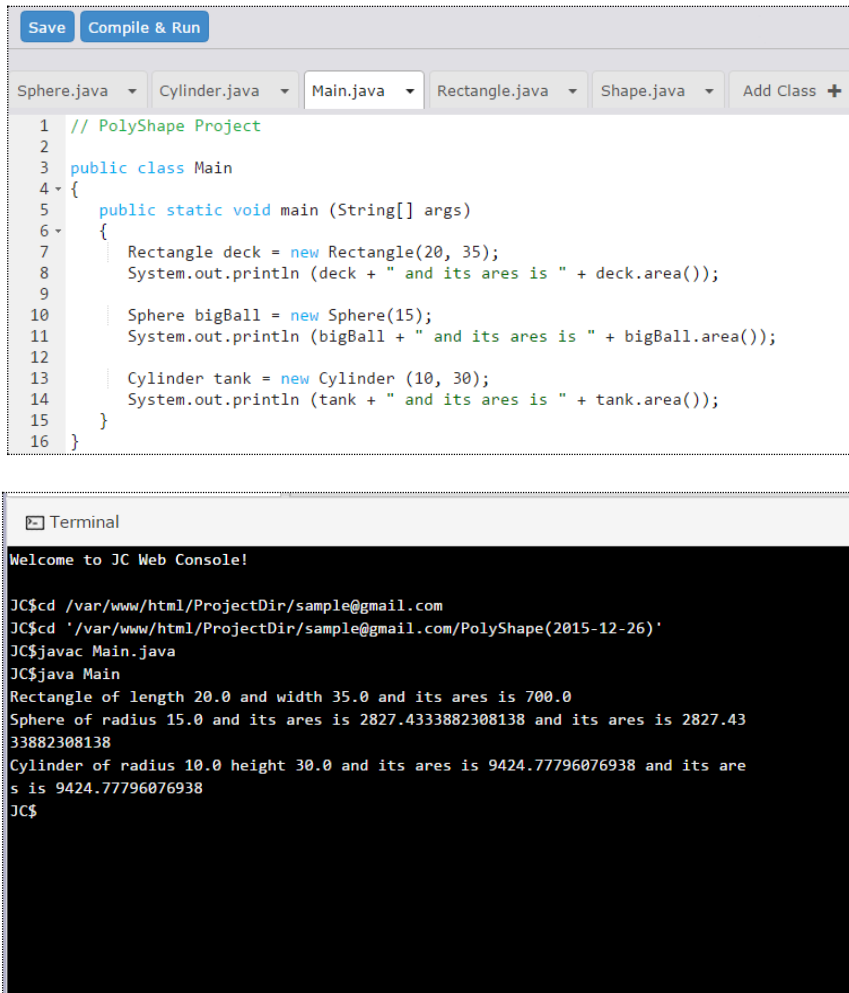 Save Compile & Run
Sphere.java Cylinder.java Main.java Rectangle.java Shape.java Add Class +
1 // PolyShape Project
2
3 public class Main
4 {
5 public static void main (String[] args)
6 {
7 Rectangle deck = new Rectangle(20, 35);
8 System.out.println (deck + " and its ares is " + deck.area());
9
10 Sphere bigBall = new Sphere(15);
11 System.out.println (bigBall + " and its ares is " + bigBall.area());
12
13 Cylinder tank = new Cylinder (10, 30);
14 System.out.println (tank + " and its ares is " + tank.area());
15 }
16 }
Terminal
Welcome to JC Web Console!
JC$cd /var/www/html/ProjectDir/sample@gmail.com
JC$cd '/var/www/html/ProjectDir/sample@gmail.com/PolyShape(2015-12-26)'
JC$javac Main.java
JC$java Main
Rectangle of length 20.0 and width 35.0 and its ares is 700.0
Sphere of radius 15.0 and its ares is 2827.4333882308138 and its ares is 2827.43
33882308138
Cylinder of radius 10.0 height 30.0 and its ares is 9424.77796076938 and its are
s is 9424.77796076938
JC$